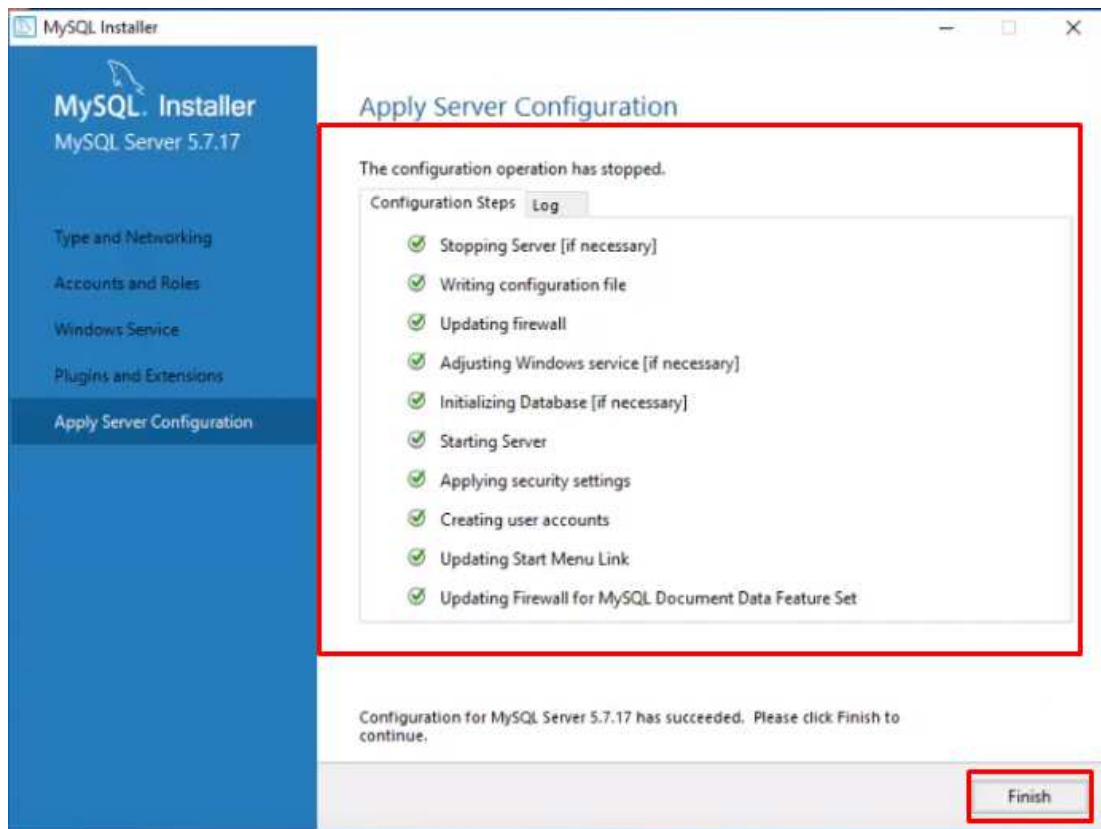 MySQL Installer
MySQL. Installer
MySQL Server 5.7.17
Type and Networking
Accounts and Roles
Windows Service
Plugins and Extensions
Apply Server Configuration
Apply Server Configuration
The configuration operation has stopped.
Configuration Steps
Log
Stopping Server [if necessary]
Writing configuration file
Updating firewall
Adjusting Windows service [if necessary]
Initializing Database [if necessary]
Starting Server
Applying security settings
Creating user accounts
Updating Start Menu Link
Updating Firewall for MySQL Document Data Feature Set
Configuration for MySQL Server 5.7.17 has succeeded. Please click Finish to
continue.
Finish